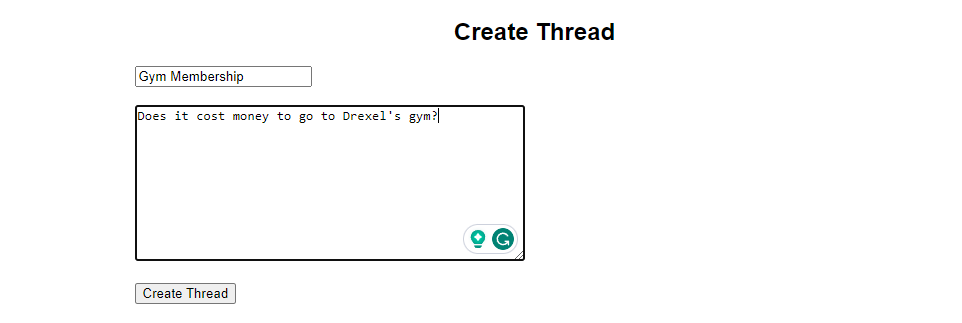 Create Thread
Gym Membership
Does it cost money to go to Drexel's gym?
Create Thread